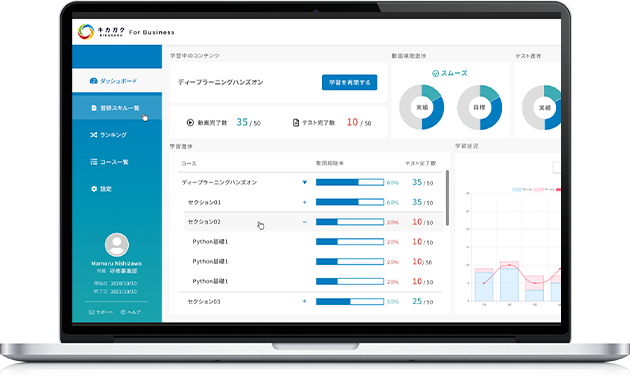 キカガク
KIKAGAKU
For Business
ダッシュボード
習得スキル一覧
ランキング
コース一覧
設定
Mamoru Nishizawa
所属 研修事業部
開始日 2020/10/10
終了日 2021/10/10
サポート ヘルプ
学習中のコンテンツ
ディープラーニングハンズオン
学習を再開する
動画完了数 35 / 50
テスト完了数 10 / 50
動画視聴進捗
スムーズ
実績
目標
テスト進捗
実績
学習進捗
コース 動画視聴率 テスト完了数
ディープラーニングハンズオン 60% 35 / 50
セクション01 + 60% 35 / 50
セクション02 − 20% 10 / 50
Python基礎1 20% 10 / 50
Python基礎1 20% 10/ 50
Python基礎1 20% 10 / 50
セクション03 + 50% 25 / 50
学習状況